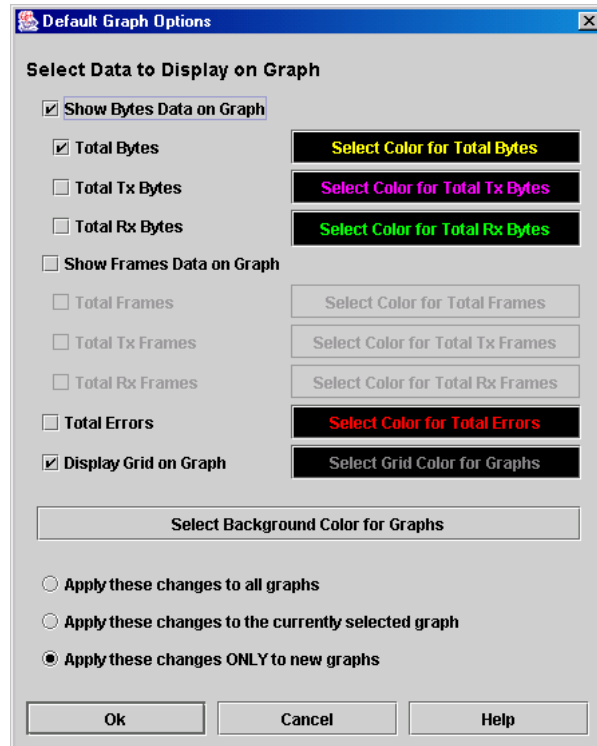 Default Graph Options
Select Data to Display on Graph
Show Bytes Data on Graph
Total Bytes Select Color for Total Bytes
Total Tx Bytes Select Color for Total Tx Bytes
Total Rx Bytes Select Color for Total Rx Bytes
Show Frames Data on Graph
Total Frames Select Color for Total Frames
Total Tx Frames Select Color for Total Tx Frames
Total Rx Frames Select Color for Total Rx Frames
Total Errors Select Color for Total Errors
Display Grid on Graph Select Grid Color for Graphs
Select Background Color for Graphs
Apply these changes to all graphs
Apply these changes to the currently selected graph
Apply these changes ONLY to new graphs
Ok Cancel Help